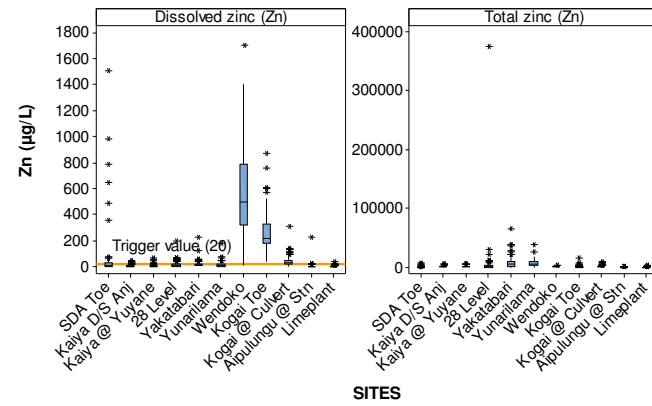 Dissolved zinc (Zn)
Total zinc (Zn)
Zn (µg/L)
1800
1600
1400
1200
1000
800
600
400
200
0
Trigger value (20)
400000
300000
200000
100000
0
SDA Toe
Kaiya D/S Anj
Kaiya @ Yuyane
28 Level
Yakatabari
Yunarilama
Wendoko
Kogai Toe
Kogai @ Culvert
Aipulungu @ Stn
Limeplant
SDA Toe
Kaiya D/S Anj
Kaiya @ Yuyane
28 Level
Yakatabari
Yunarilama
Wendoko
Kogai Toe
Kogai @ Culvert
Aipulungu @ Stn
Limeplant
SITES